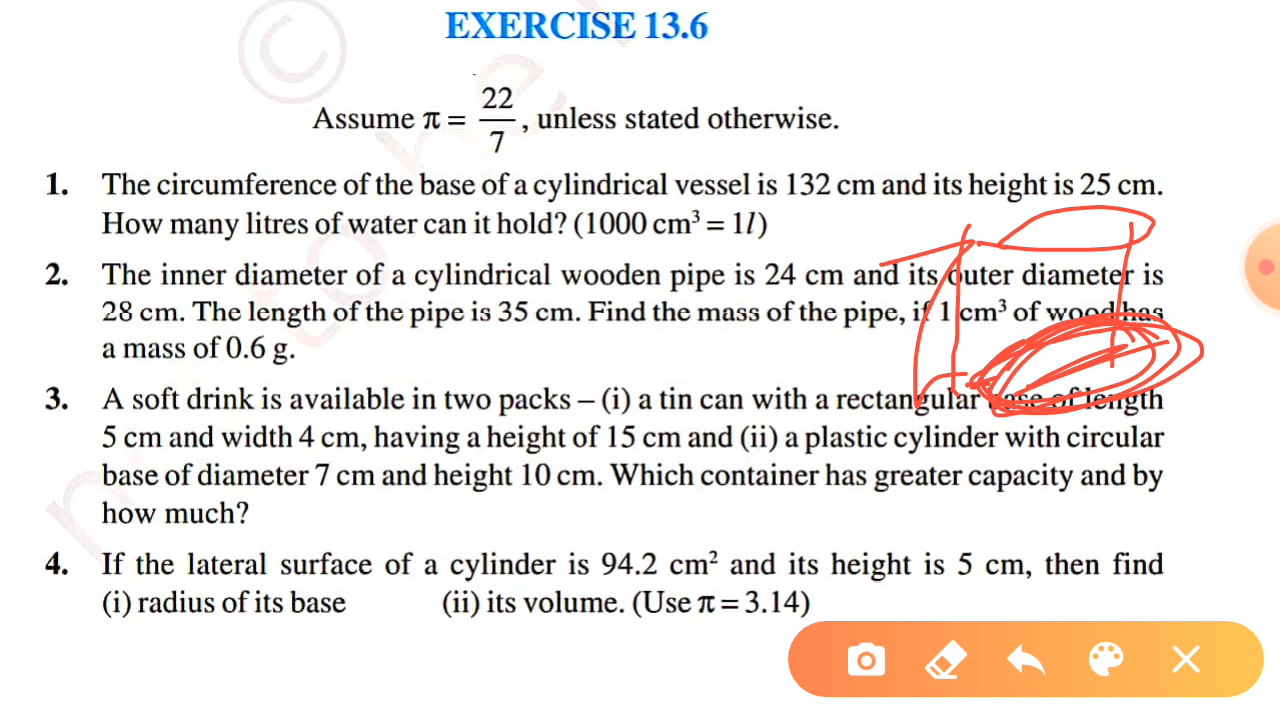 EXERCISE 13.6
Assume π = 22/7, unless stated otherwise.
1. The circumference of the base of a cylindrical vessel is 132 cm and its height is 25 cm.
How many litres of water can it hold? (1000 cm³ = 1l)
2. The inner diameter of a cylindrical wooden pipe is 24 cm and its outer diameter is
28 cm. The length of the pipe is 35 cm. Find the mass of the pipe, if 1 cm³ of wood has
a mass of 0.6 g.
3. A soft drink is available in two packs – (i) a tin can with a rectangular base of length
5 cm and width 4 cm, having a height of 15 cm and (ii) a plastic cylinder with circular
base of diameter 7 cm and height 10 cm. Which container has greater capacity and by
how much?
4. If the lateral surface of a cylinder is 94.2 cm² and its height is 5 cm, then find
(i) radius of its base (ii) its volume. (Use π = 3.14)